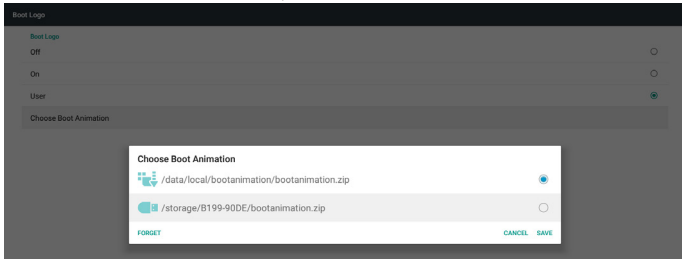 Boot Logo
Boot Logo
Off
On
User
Choose Boot Animation
Choose Boot Animation
/data/local/bootanimation/bootanimation.zip
/storage/B199-90DE/bootanimation.zip
FORGET CANCEL SAVE